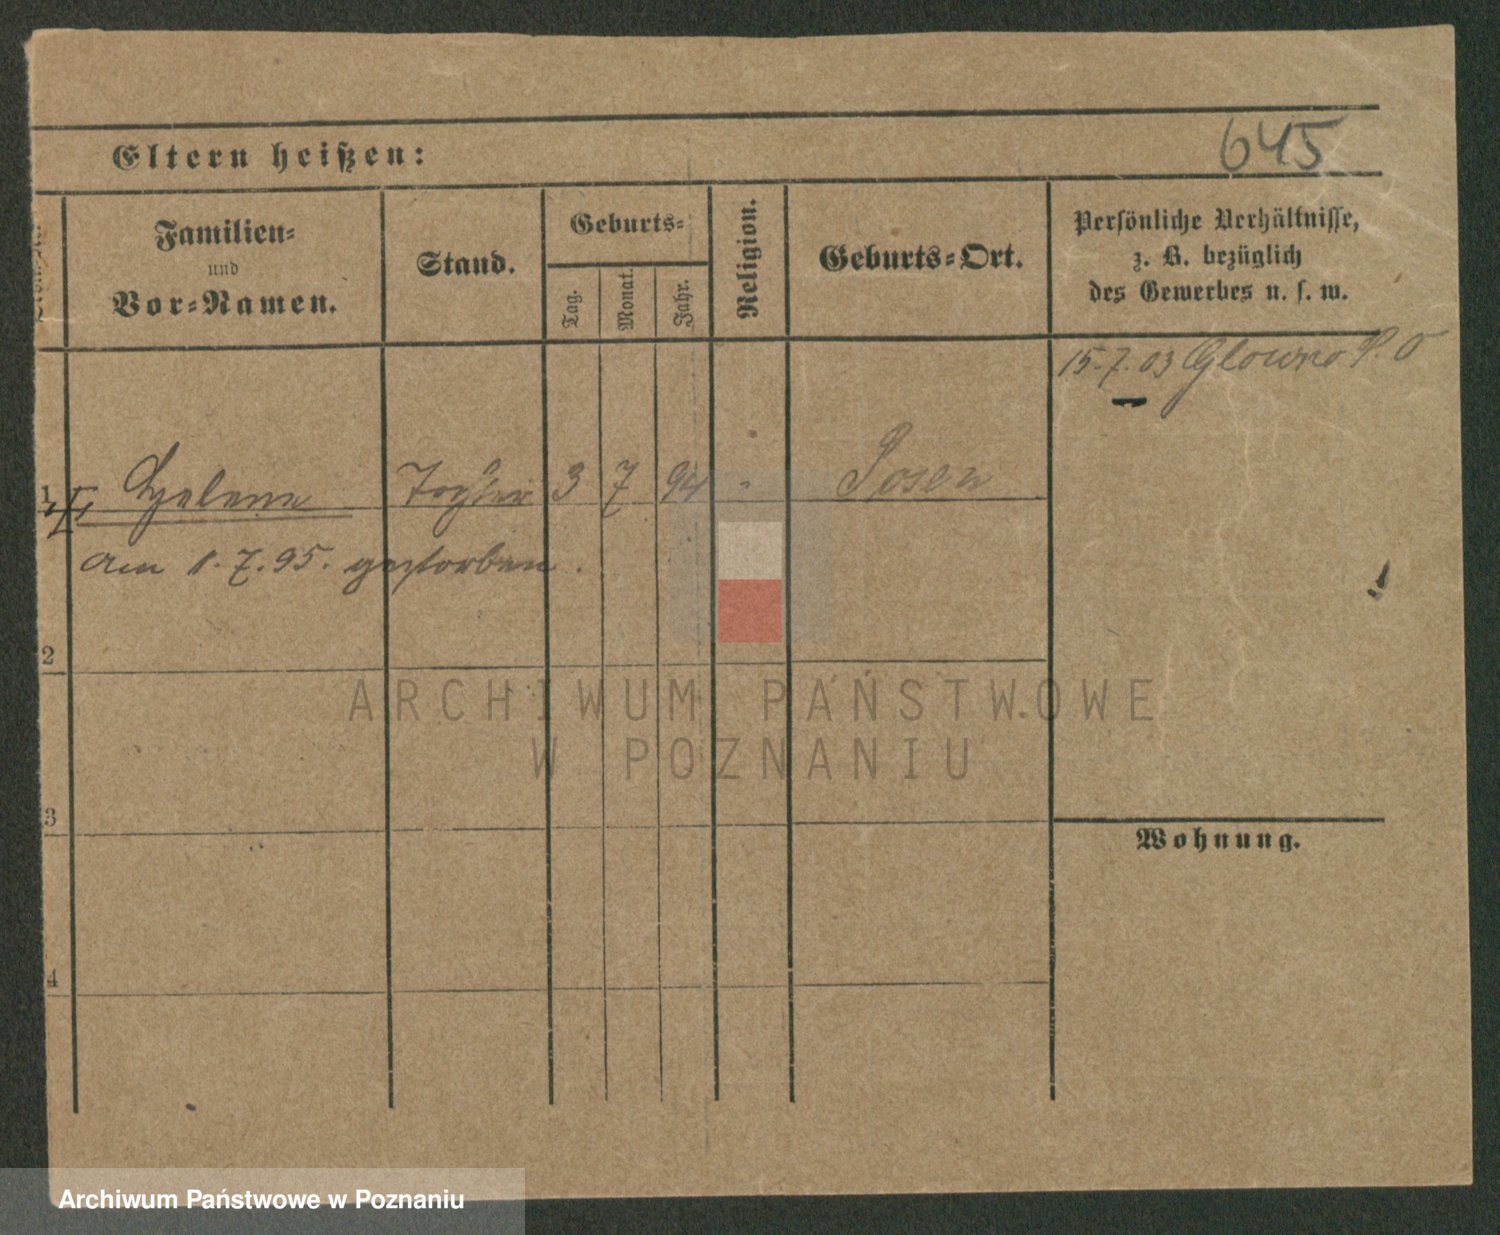 645
Eltern heißen:
Familien=
und
Vor=Namen.
Stand.
Geburts=
Tag.
Monat.
Jahr.
Religion.
Geburts=Ort.
Persönliche Verhältnisse,
z. B. bezüglich
des Gewerbes u. s. w.
15.7.03 Glowno P. O
1 Helene Tochter 3 7 94 " Posen
am 1.7.95. gestorben.
2
3
4
Wohnung.
ARCHIWUM PAŃSTWOWE
W POZNANIU
Archiwum Państwowe w Poznaniu